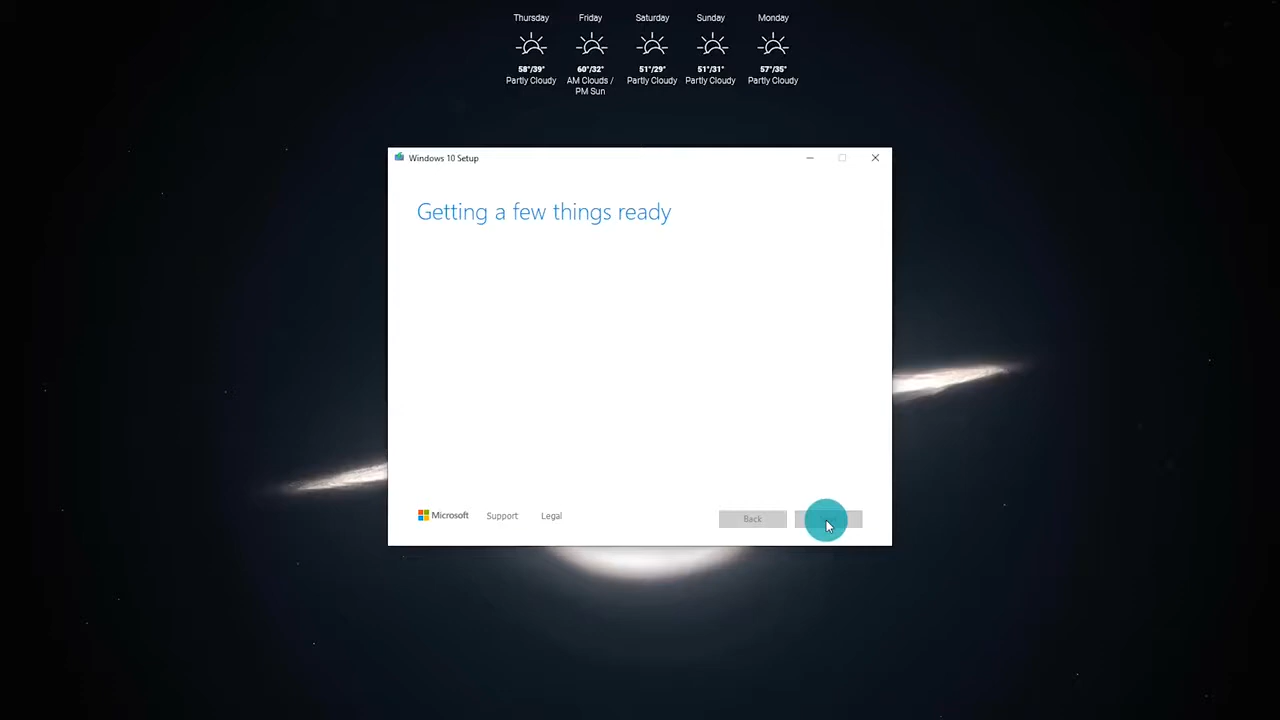 Thursday Friday Saturday Sunday Monday
58°/39° 60°/32° 51°/29° 51°/31° 57°/35°
Partly Cloudy AM Clouds / Partly Cloudy Partly Cloudy Partly Cloudy
PM Sun
Windows 10 Setup
Getting a few things ready
Microsoft Support Legal Back